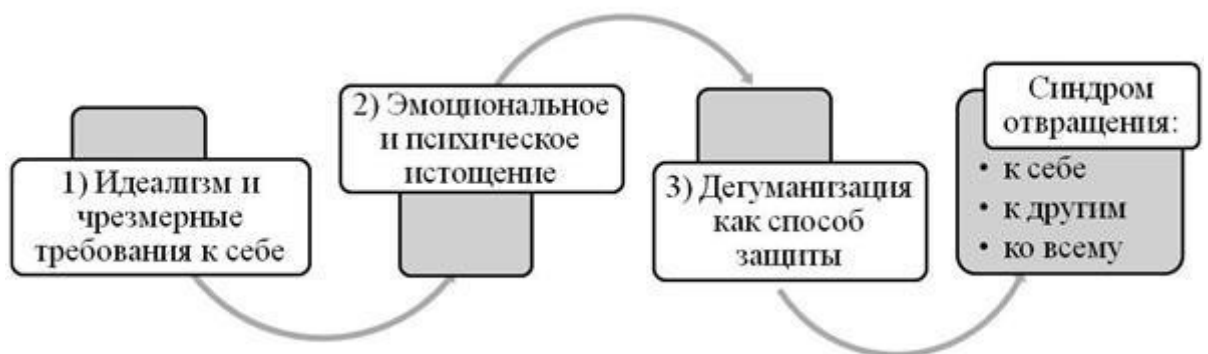 1) Идеализм и
чрезмерные
требования к себе
2) Эмоциональное
и психическое
истощение
3) Дегуманизация
как способ
защиты
Синдром
отвращения:
• к себе
• к другим
• ко всему